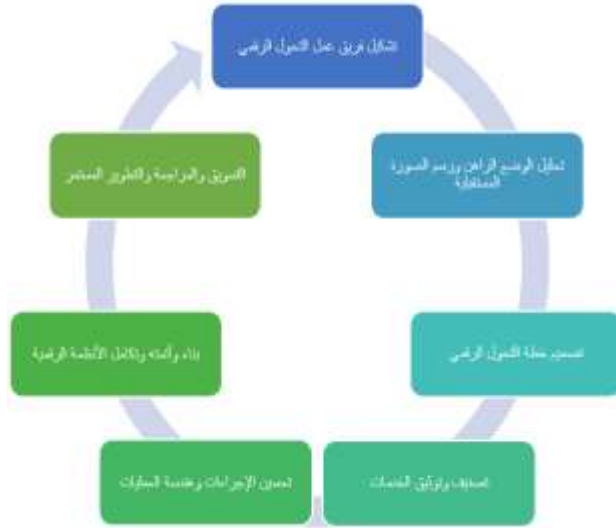 تشكيل فريق عمل التحول الرقمي
تحليل الوضع الراهن ورسم الصورة
المستقبلية
تصميم خطة التحول الرقمي
تصنيف وتوثيق الخدمات
تحسين الإجراءات وهندسة العمليات
بناء وأتمتة وتكامل الأنظمة الرقمية
التسويق والمراجعة والتطوير المستمر